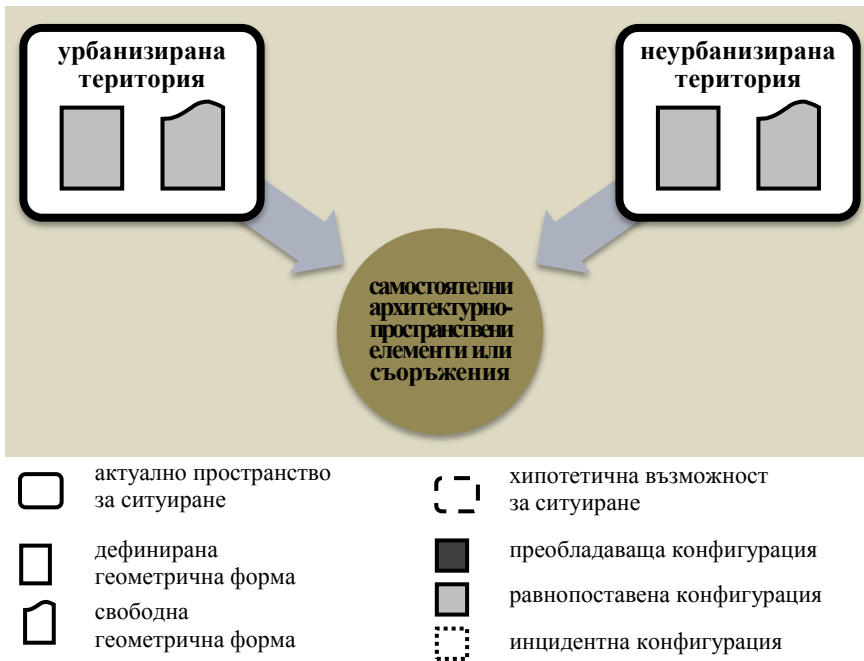 урбанизирана
територия
неурбанизирана
територия
самостоятелни
архитектурно-
пространствени
елементи или
съоръжения
актуално пространство
за ситуиране
дефинирана
геометрична форма
свободна
геометрична форма
хипотетична възможност
за ситуиране
преобладаваща конфигурация
равнопоставена конфигурация
инцидентна конфигурация